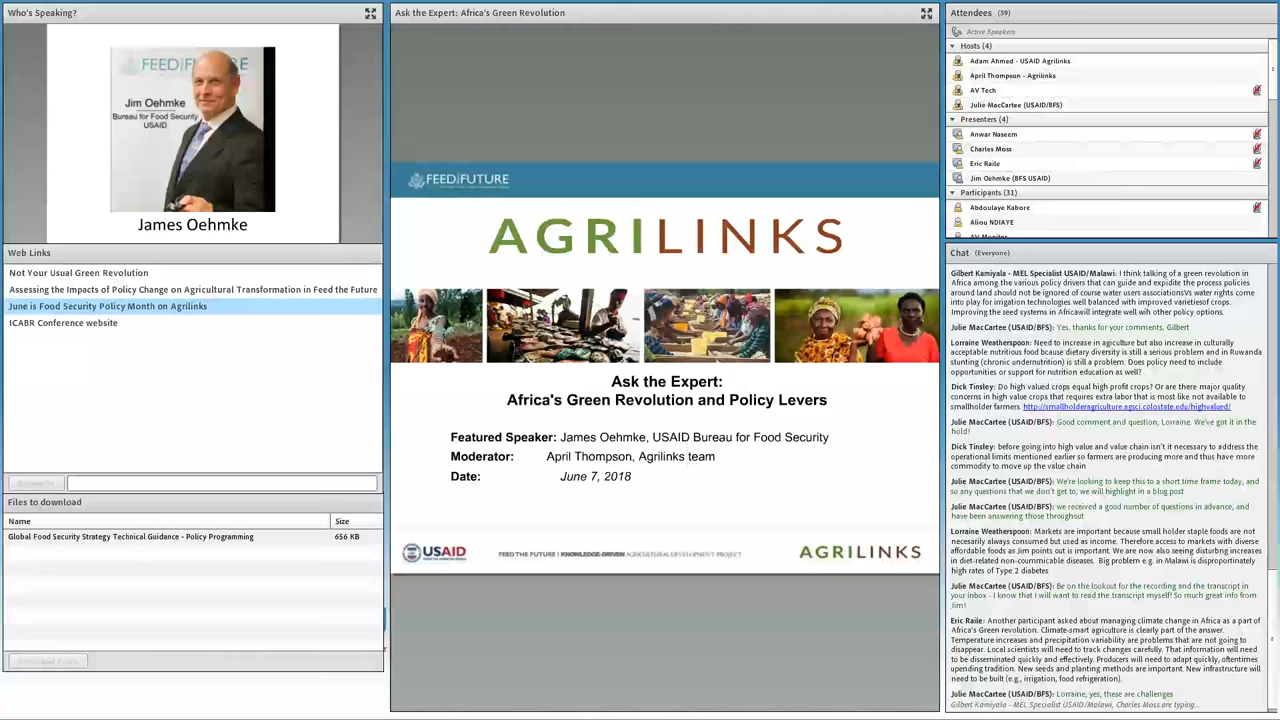 Who's Speaking?
FEED FUTURE
Jim Oehmke
Bureau for Food Security
USAID
James Oehmke
Web Links
Not Your Usual Green Revolution
Assessing the Impacts of Policy Change on Agricultural Transformation in Feed the Future
June is Food Security Policy Month on Agrilinks
ICABR Conference website
Files to download
Name Size
Global Food Security Strategy Technical Guidance - Policy Programming 656 KB
Ask the Expert: Africa's Green Revolution
FEED THE FUTURE
AGRILINKS
Ask the Expert:
Africa's Green Revolution and Policy Levers
Featured Speaker: James Oehmke, USAID Bureau for Food Security
Moderator: April Thompson, Agrilinks team
Date: June 7, 2018
USAID
FROM THE AMERICAN PEOPLE
FEED THE FUTURE | KNOWLEDGE-DRIVEN AGRICULTURAL DEVELOPMENT PROJECT
AGRILINKS
Attendees (39)
Active Speakers
Hosts (4)
Adam Ahmed - USAID Agrilinks
April Thompson - Agrilinks
AV Tech
Julie MacCartee (USAID/BFS)
Presenters (4)
Anwar Naseem
Charles Moss
Eric Raile
Jim Oehmke (BFS USAID)
Participants (31)
Abdoulaye Kabore
Aliou NDIAYE
AV Monitor
Chat (Everyone)
Gilbert Kamiyala - MEL Specialist USAID/Malawi: I think talking of a green revolution in
Africa among the various policy drivers that can guide and expidite the process policies
around land should not be ignored of course water users associationsVs water rights come
into play for irrigation technologies well balanced with improved varietiesof crops.
Improving the seed systems in Africawill integrate well wih other policy options.
Julie MacCartee (USAID/BFS): Yes, thanks for your comments, Gilbert
Lorraine Weatherspoon: Need to increase in agiculture but also increase in culturally
acceptable nutritious food bcause dietary diversity is still a serious problem and in Ruwanda
stunting (chronic undernutrition) is still a problem. Does policy need to include
opportunities or support for nutrition education as well?
Dick Tinsley: Do high valued crops equal high profit crops? Or are there major quality
concerns in high value crops that requires extra labor that is most like not available to
smallholder farmers. http://smallholderagriculture.agsci.colostate.edu/highvalued/
Julie MacCartee (USAID/BFS): Good comment and question, Lorraine. We've got it in the
hold!
Dick Tinsley: before going into high value and value chain isn't it necessary to address the
operational limits mentioned earlier so farmers are producing more and thus have more
commodity to move up the value chain
Julie MacCartee (USAID/BFS): We're looking to keep this to a short time frame today, and
so any questions that we don't get to, we will highlight in a blog post
Julie MacCartee (USAID/BFS): we received a good number of questions in advance, and
have been answering those throughout
Lorraine Weatherspoon: Markets are important because small holder staple foods are not
necesarily always consumed but used as income. Therefore access to markets with diverse
affordable foods as Jim points out is important. We are now also seeing disturbng increases
in diet-related non-commicable diseases. Big problem e.g. in Malawi is disproportinately
high rates of Type 2 diabetes
Julie MacCartee (USAID/BFS): Be on the lookout for the recording and the transcript in
your inbox - I know that I will want to read the transcript myself! So much great info from
Jim!
Eric Raile: Another participant asked about managing climate change in Africa as a part of
Africa's Green revolution. Climate-smart agriculture is clearly part of the answer.
Temperature increases and precipitation variability are problems that are not going to
disappear. Local scientists will need to track changes carefully. That information will need
to be disseminated quickly and effectively. Producers will need to adapt quickly, oftentimes
upending tradition. New seeds and planting methods are important. New infrastructure will
need to be built (e.g., irrigation, food refrigeration).
Julie MacCartee (USAID/BFS): Lorraine, yes, these are challenges
Gilbert Kamiyala - MEL Specialist USAID/Malawi, Charles Moss are typing...